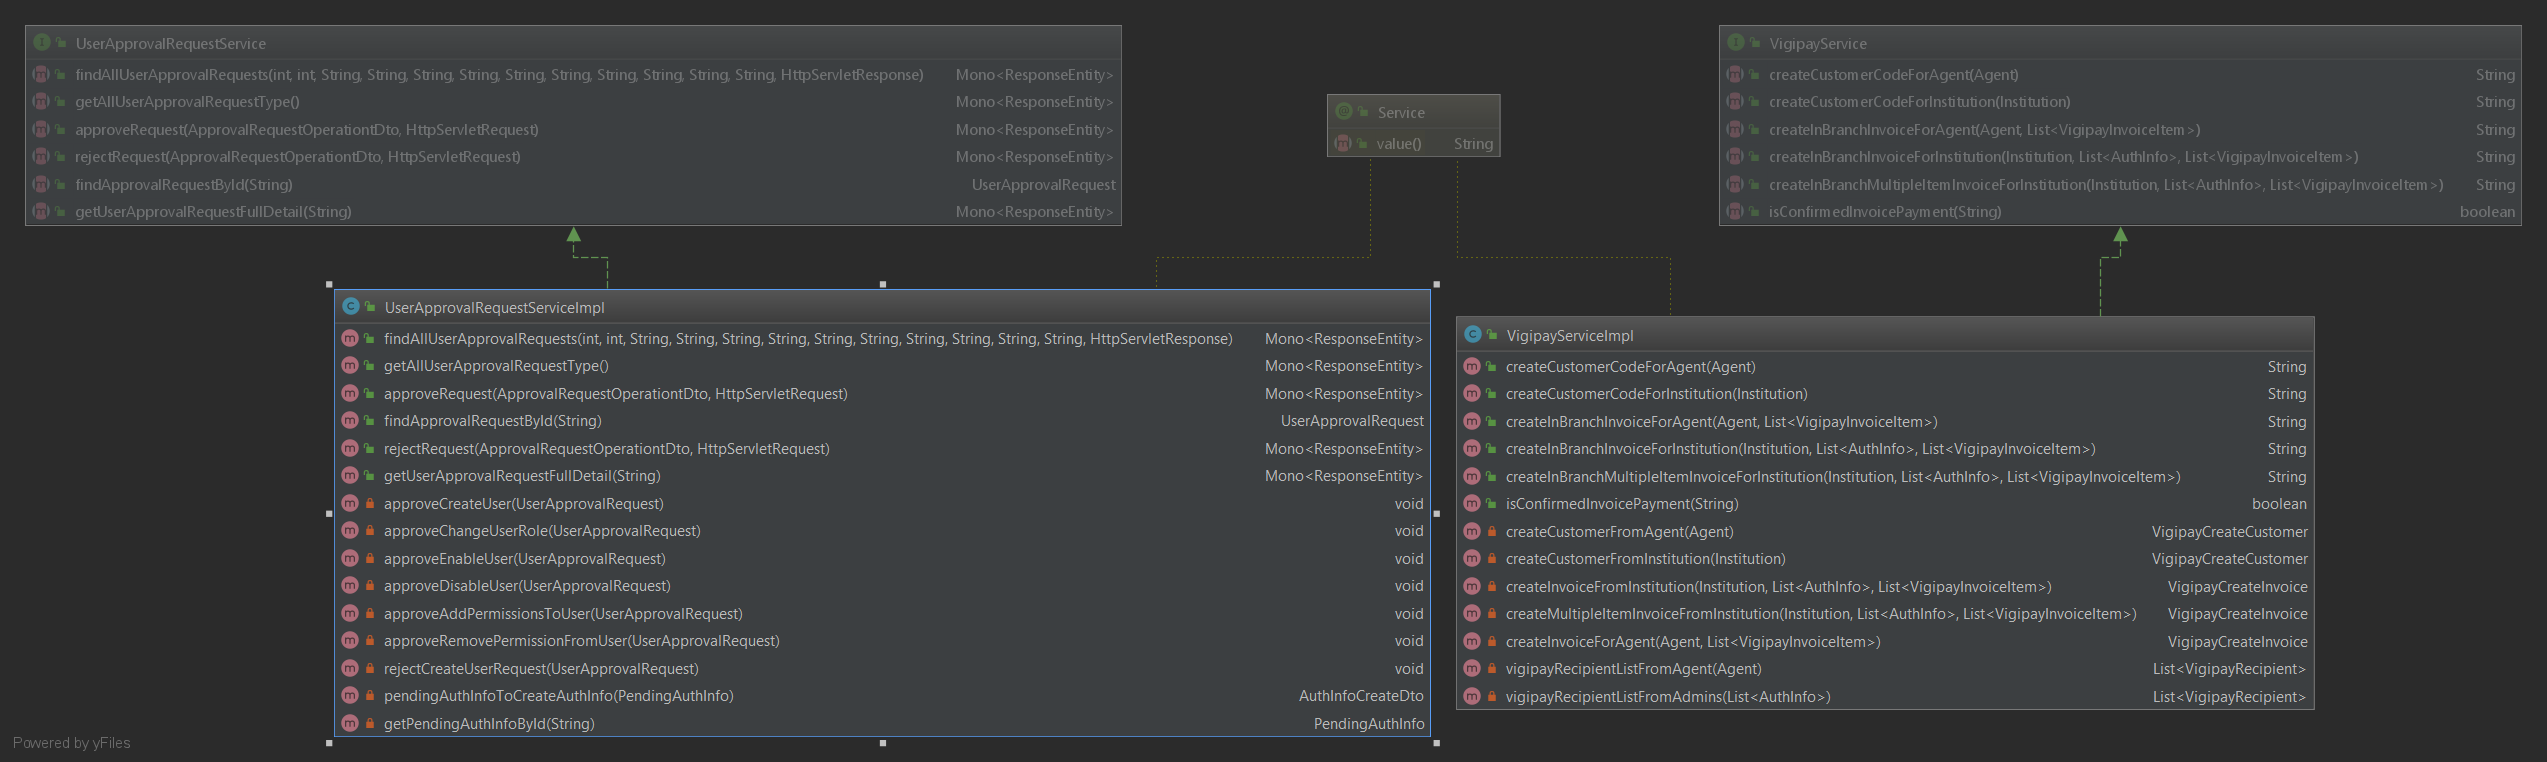 UserApprovalRequestService
findAllUserApprovalRequests(int, int, String, String, String, String, String, String, String, String, String, String, HttpServletResponse) Mono<ResponseEntity>
getAllUserApprovalRequestType() Mono<ResponseEntity>
approveRequest(ApprovalRequestOperationtDto, HttpServletRequest) Mono<ResponseEntity>
rejectRequest(ApprovalRequestOperationtDto, HttpServletRequest) Mono<ResponseEntity>
findApprovalRequestById(String) UserApprovalRequest
getUserApprovalRequestFullDetail(String) Mono<ResponseEntity>
Service
value() String
VigipayService
createCustomerCodeForAgent(Agent) String
createCustomerCodeForInstitution(Institution) String
createInBranchInvoiceForAgent(Agent, List<VigipayInvoiceItem>) String
createInBranchInvoiceForInstitution(Institution, List<AuthInfo>, List<VigipayInvoiceItem>) String
createInBranchMultipleItemInvoiceForInstitution(Institution, List<AuthInfo>, List<VigipayInvoiceItem>) String
isConfirmedInvoicePayment(String) boolean
UserApprovalRequestServiceImpl
findAllUserApprovalRequests(int, int, String, String, String, String, String, String, String, String, String, String, HttpServletResponse) Mono<ResponseEntity>
getAllUserApprovalRequestType() Mono<ResponseEntity>
approveRequest(ApprovalRequestOperationtDto, HttpServletRequest) Mono<ResponseEntity>
findApprovalRequestById(String) UserApprovalRequest
rejectRequest(ApprovalRequestOperationtDto, HttpServletRequest) Mono<ResponseEntity>
getUserApprovalRequestFullDetail(String) Mono<ResponseEntity>
approveCreateUser(UserApprovalRequest) void
approveChangeUserRole(UserApprovalRequest) void
approveEnableUser(UserApprovalRequest) void
approveDisableUser(UserApprovalRequest) void
approveAddPermissionsToUser(UserApprovalRequest) void
approveRemovePermissionFromUser(UserApprovalRequest) void
rejectCreateUserRequest(UserApprovalRequest) void
pendingAuthInfoToCreateAuthInfo(PendingAuthInfo) AuthInfoCreateDto
getPendingAuthInfoById(String) PendingAuthInfo
VigipayServiceImpl
createCustomerCodeForAgent(Agent) String
createCustomerCodeForInstitution(Institution) String
createInBranchInvoiceForAgent(Agent, List<VigipayInvoiceItem>) String
createInBranchInvoiceForInstitution(Institution, List<AuthInfo>, List<VigipayInvoiceItem>) String
createInBranchMultipleItemInvoiceForInstitution(Institution, List<AuthInfo>, List<VigipayInvoiceItem>) String
isConfirmedInvoicePayment(String) boolean
createCustomerFromAgent(Agent) VigipayCreateCustomer
createCustomerFromInstitution(Institution) VigipayCreateCustomer
createInvoiceFromInstitution(Institution, List<AuthInfo>, List<VigipayInvoiceItem>) VigipayCreateInvoice
createMultipleItemInvoiceFromInstitution(Institution, List<AuthInfo>, List<VigipayInvoiceItem>) VigipayCreateInvoice
createInvoiceForAgent(Agent, List<VigipayInvoiceItem>) VigipayCreateInvoice
vigipayRecipientListFromAgent(Agent) List<VigipayRecipient>
vigipayRecipientListFromAdmins(List<AuthInfo>) List<VigipayRecipient>
Powered by yFiles